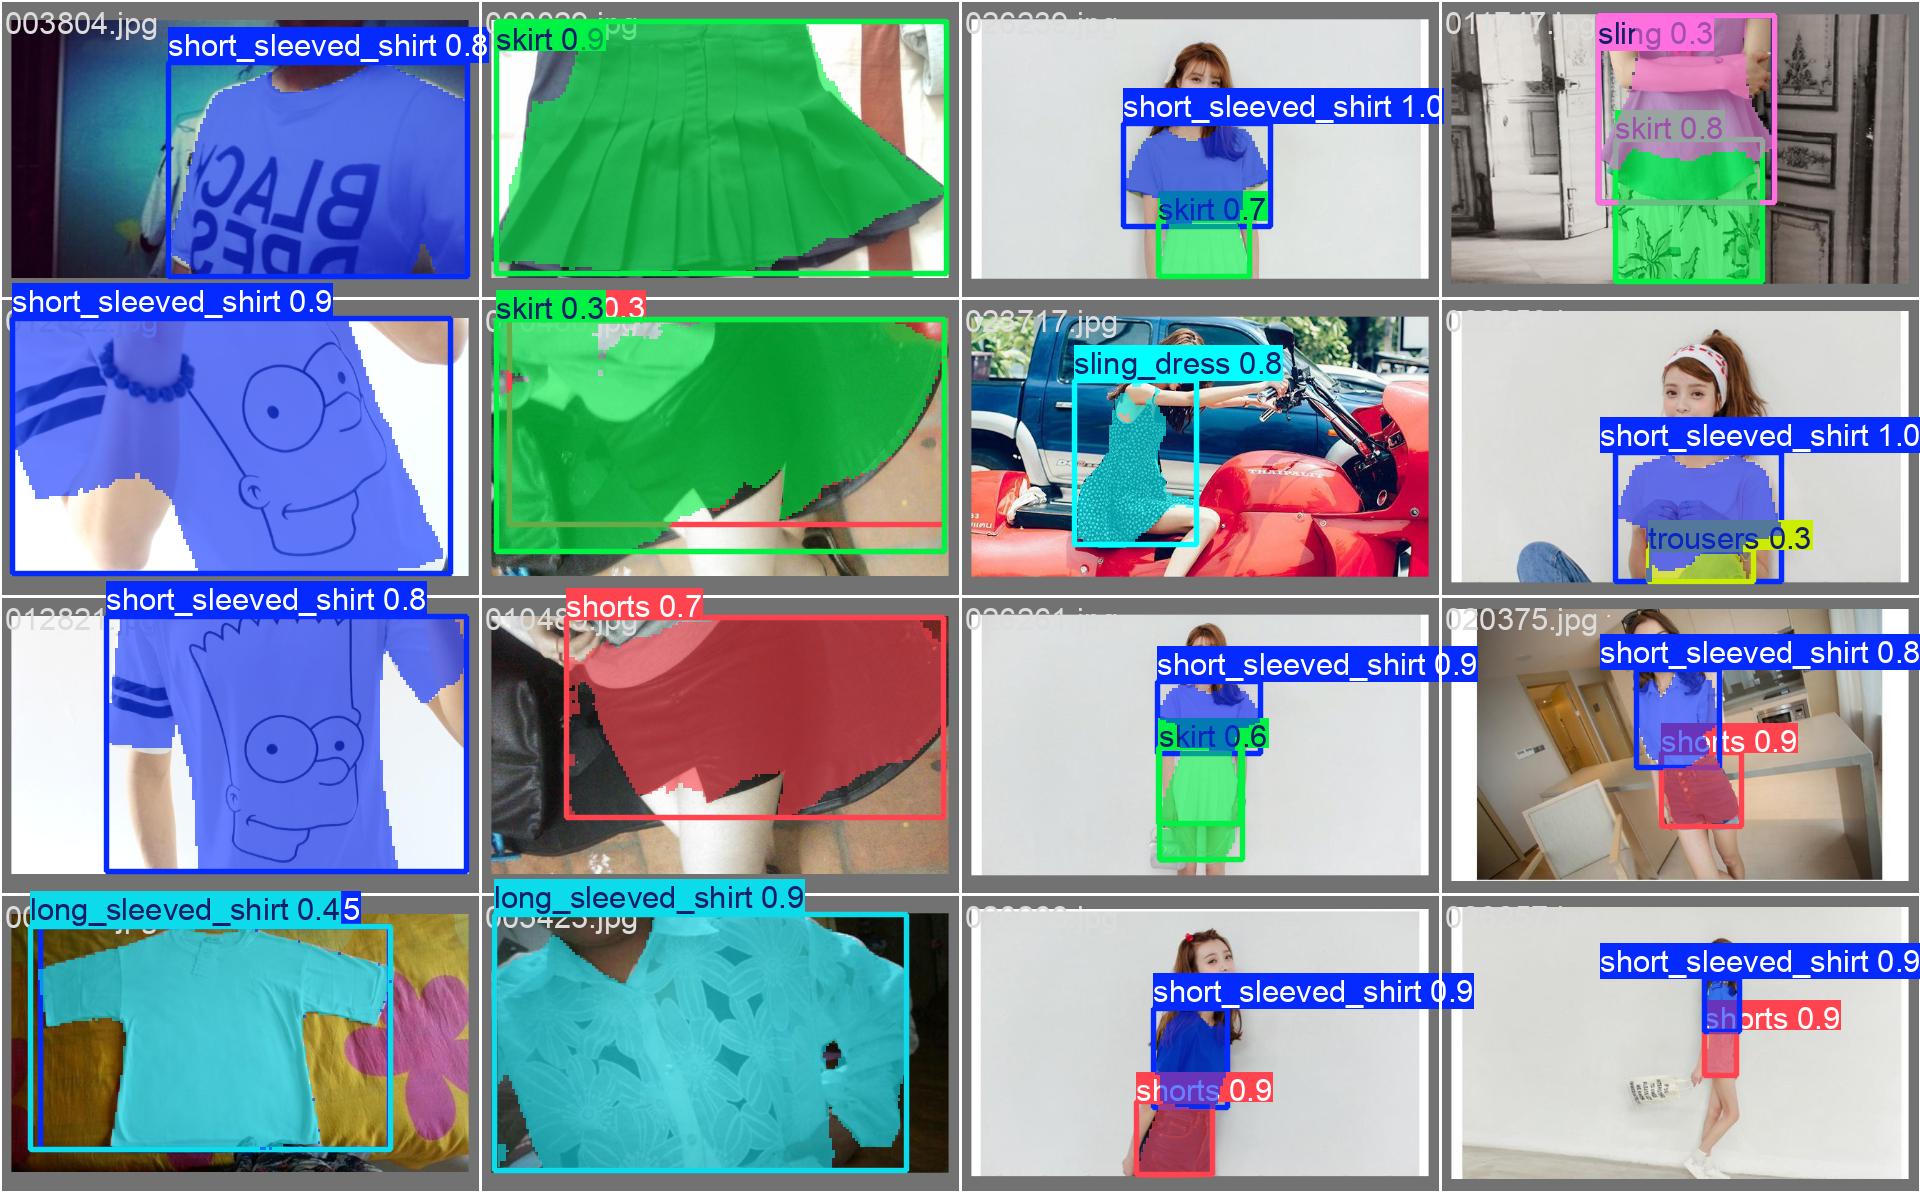 003804.jpg
short_sleeved_shirt 0.8
skirt 0.9
short_sleeved_shirt 1.0
skirt 0.7
sling 0.3
skirt 0.8
BLAC
short_sleeved_shirt 0.9
skirt 0.3
0.3
023717.jpg
sling_dress 0.8
short_sleeved_shirt 1.0
trousers 0.3
short_sleeved_shirt 0.8
shorts 0.7
short_sleeved_shirt 0.9
skirt 0.6
020375.jpg
short_sleeved_shirt 0.8
shorts 0.9
long_sleeved_shirt 0.4
long_sleeved_shirt 0.9
short_sleeved_shirt 0.9
shorts 0.9
short_sleeved_shirt 0.9
shorts 0.9